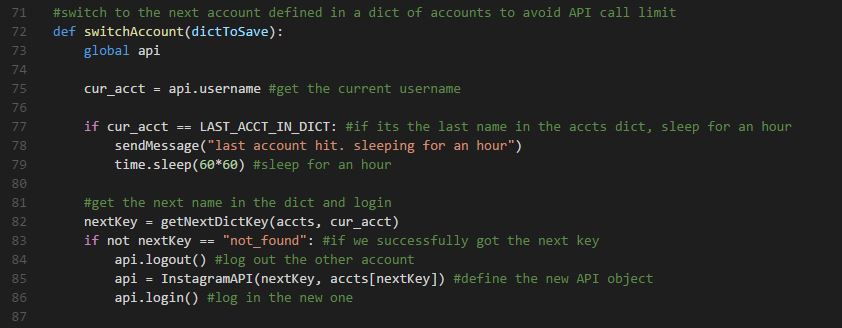 71 #switch to the next account defined in a dict of accounts to avoid API call limit
72 def switchAccount(dictToSave):
73     global api
74
75     cur_acct = api.username #get the current username
76
77     if cur_acct == LAST_ACCT_IN_DICT: #if its the last name in the accts dict, sleep for an hour
78         sendMessage("last account hit. sleeping for an hour")
79         time.sleep(60*60) #sleep for an hour
80
81     #get the next name in the dict and login
82     nextKey = getNextDictKey(accts, cur_acct)
83     if not nextKey == "not_found": #if we successfully got the next key
84         api.logout() #log out the other account
85         api = InstagramAPI(nextKey, accts[nextKey]) #define the new API object
86         api.login() #log in the new one
87